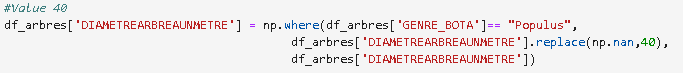 #Value 40
df_arbres['DIAMETREARBREAUNMETRE'] = np.where(df_arbres['GENRE_BOTA']== "Populus",
df_arbres['DIAMETREARBREAUNMETRE'].replace(np.nan,40),
df_arbres['DIAMETREARBREAUNMETRE'])